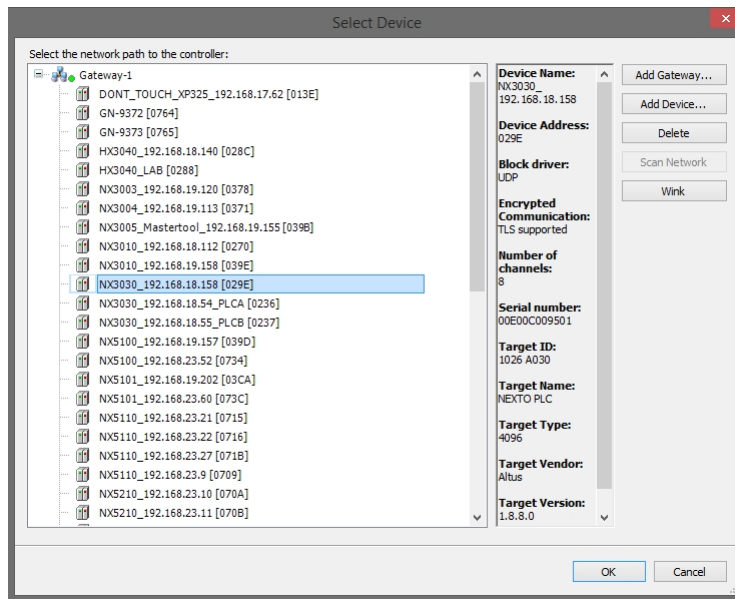 Select Device
Select the network path to the controller:
Gateway-1
DONT_TOUCH_XP325_192.168.17.62 [013E]
GN-9372 [0764]
GN-9373 [0765]
HX3040_192.168.18.140 [028C]
HX3040_LAB [0288]
NX3003_192.168.19.120 [0378]
NX3004_192.168.19.113 [0371]
NX3005_Mastertool_192.168.19.155 [039B]
NX3010_192.168.18.112 [0270]
NX3010_192.168.19.158 [039E]
NX3030_192.168.18.158 [029E]
NX3030_192.168.18.54_PLCA [0236]
NX3030_192.168.18.55_PLCB [0237]
NX5100_192.168.19.157 [039D]
NX5100_192.168.23.52 [0734]
NX5101_192.168.19.202 [03CA]
NX5101_192.168.23.60 [073C]
NX5110_192.168.23.21 [0715]
NX5110_192.168.23.22 [0716]
NX5110_192.168.23.27 [071B]
NX5110_192.168.23.9 [0709]
NX5210_192.168.23.10 [070A]
NX5210_192.168.23.11 [070B]
Device Name:
NX3030_
192.168.18.158
Device Address:
029E
Block driver:
UDP
Encrypted
Communication:
TLS supported
Number of
channels:
8
Serial number:
00E00C009501
Target ID:
1026 A030
Target Name:
NEXTO PLC
Target Type:
4096
Target Vendor:
Altus
Target Version:
1.8.8.0
Add Gateway...
Add Device...
Delete
Scan Network
Wink
OK
Cancel